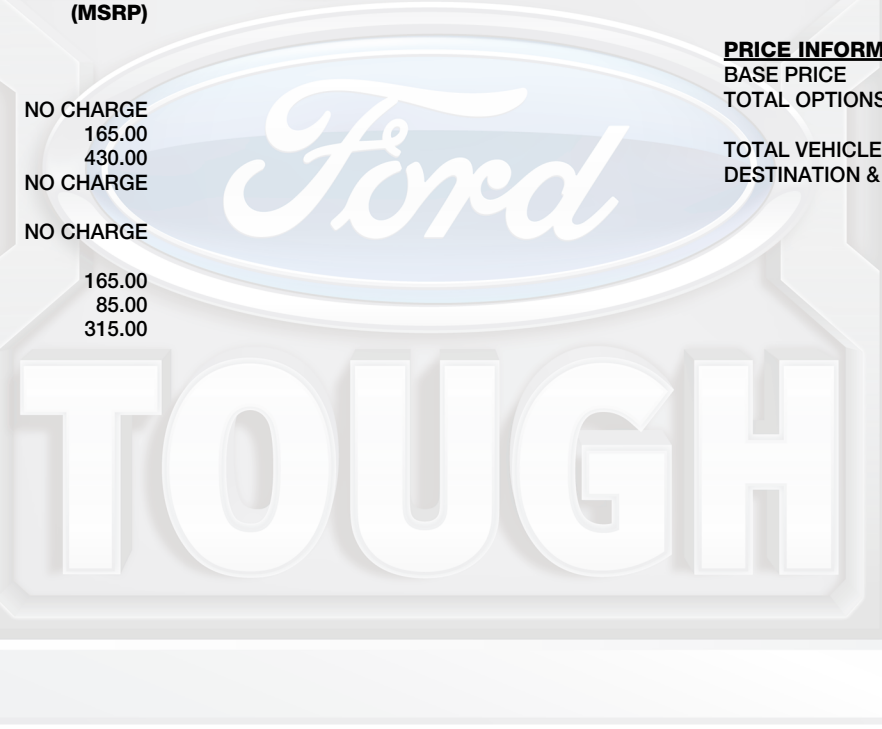 (MSRP)
NO CHARGE
165.00
430.00
NO CHARGE
NO CHARGE
165.00
85.00
315.00
PRICE INFORM
BASE PRICE
TOTAL OPTIONS
TOTAL VEHICLE
DESTINATION &
Ford
TOUGH